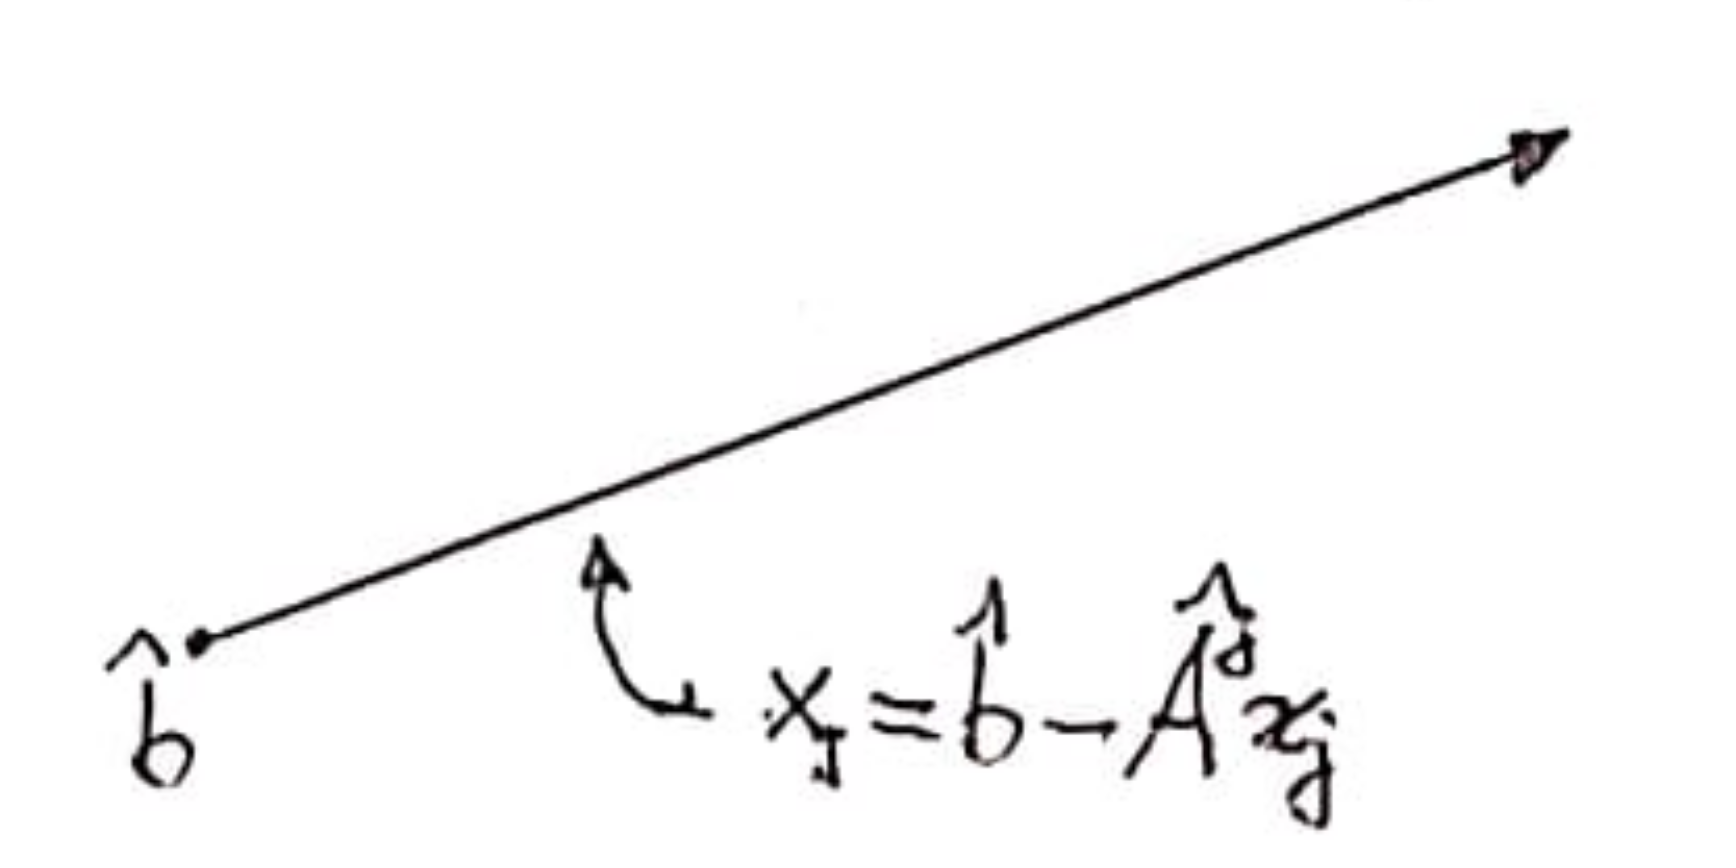 b̂
x_J = b̂ - Â^j x_j